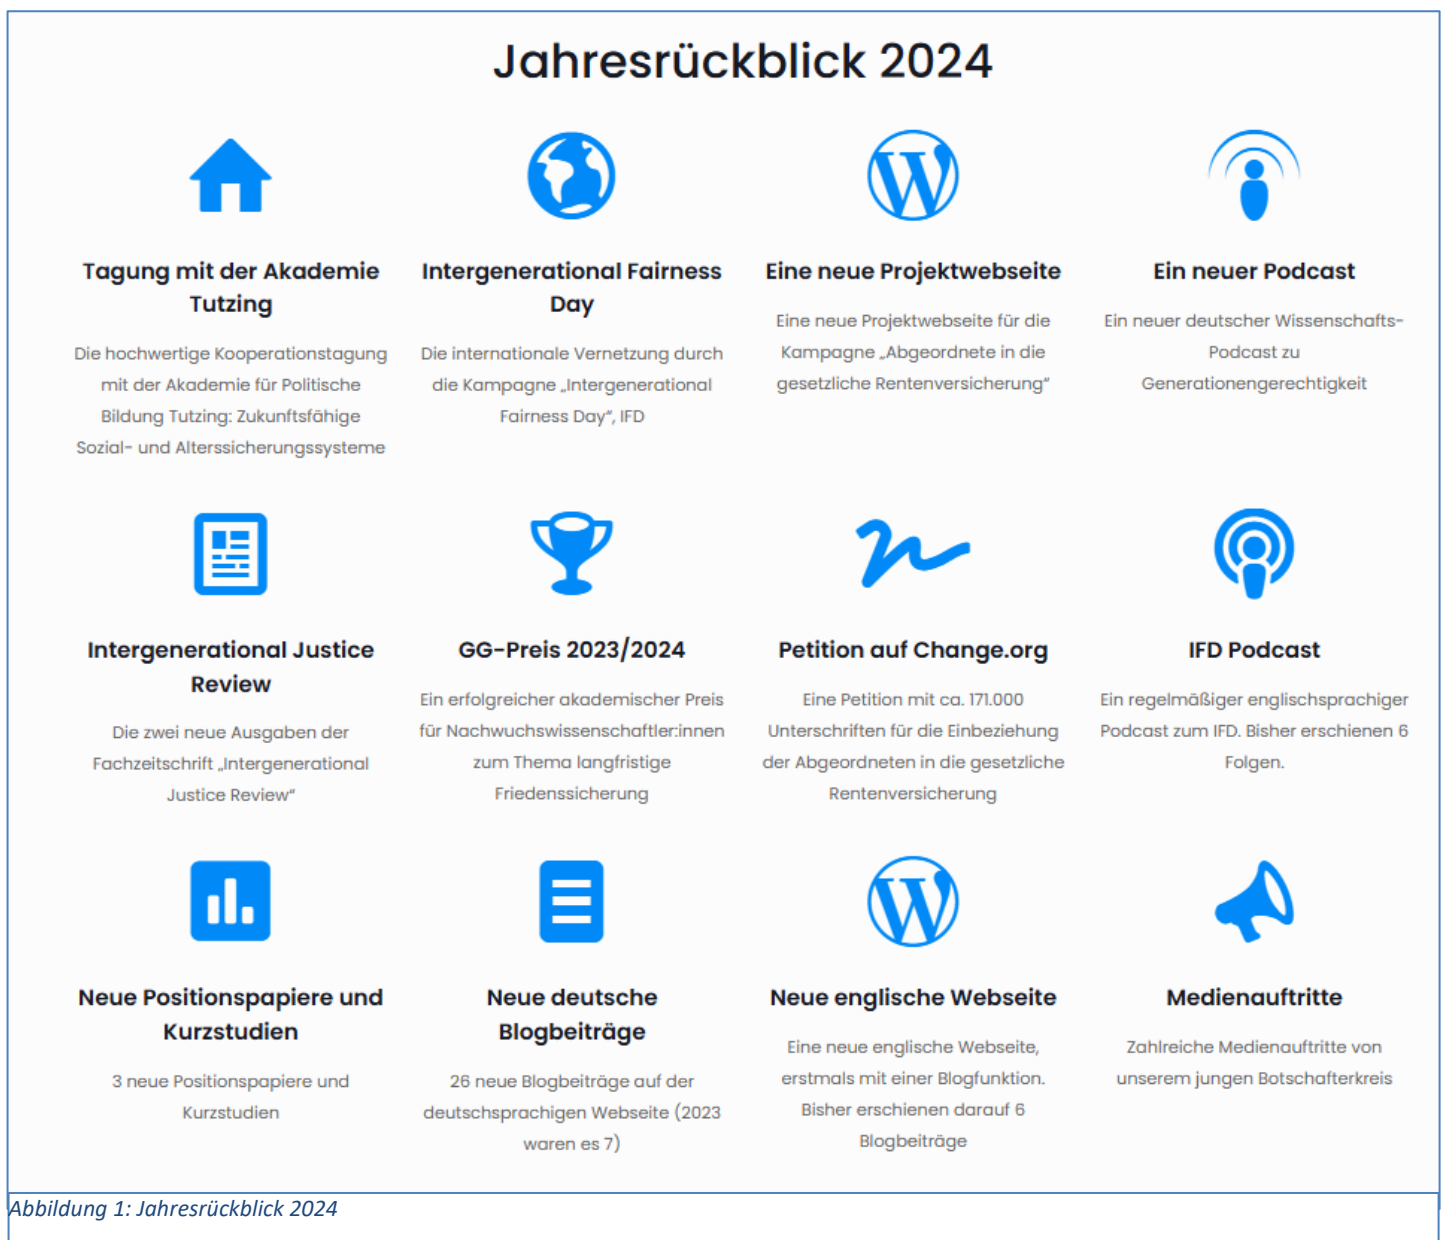 Jahresrückblick 2024
Tagung mit der Akademie
Tutzing
Die hochwertige Kooperationstagung
mit der Akademie für Politische
Bildung Tutzing: Zukunftsfähige
Sozial- und Alterssicherungssysteme
Intergenerational Fairness
Day
Die internationale Vernetzung durch
die Kampagne „Intergenerational
Fairness Day“, IFD
Eine neue Projektwebseite
Eine neue Projektwebseite für die
Kampagne „Abgeordnete in die
gesetzliche Rentenversicherung“
Ein neuer Podcast
Ein neuer deutscher Wissenschafts-
Podcast zu
Generationengerechtigkeit
Intergenerational Justice
Review
Die zwei neue Ausgaben der
Fachzeitschrift „Intergenerational
Justice Review“
GG-Preis 2023/2024
Ein erfolgreicher akademischer Preis
für Nachwuchswissenschaftler:innen
zum Thema langfristige
Friedenssicherung
Petition auf Change.org
Eine Petition mit ca. 171.000
Unterschriften für die Einbeziehung
der Abgeordneten in die gesetzliche
Rentenversicherung
IFD Podcast
Ein regelmäßiger englischsprachiger
Podcast zum IFD. Bisher erschienen 6
Folgen.
Neue Positionspapiere und
Kurzstudien
3 neue Positionspapiere und
Kurzstudien
Neue deutsche
Blogbeiträge
26 neue Blogbeiträge auf der
deutschsprachigen Webseite (2023
waren es 7)
Neue englische Webseite
Eine neue englische Webseite,
erstmals mit einer Blogfunktion.
Bisher erschienen darauf 6
Blogbeiträge
Medienauftritte
Zahlreiche Medienauftritte von
unserem jungen Botschafterkreis
Abbildung 1: Jahresrückblick 2024